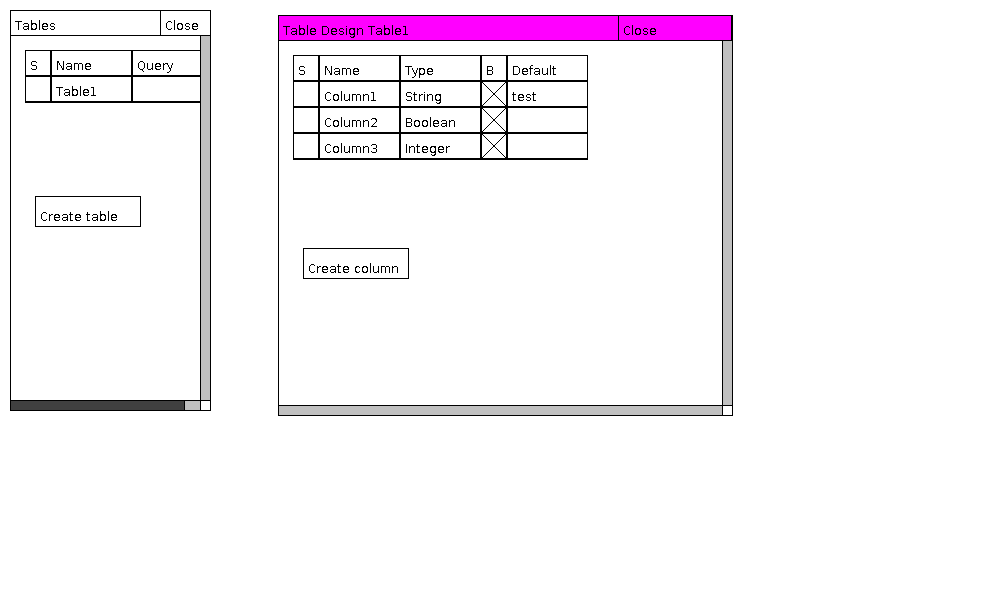 Tables Close
S Name Query
Table1
Create table
Table Design Table1 Close
S Name Type B Default
Column1 String test
Column2 Boolean
Column3 Integer
Create column